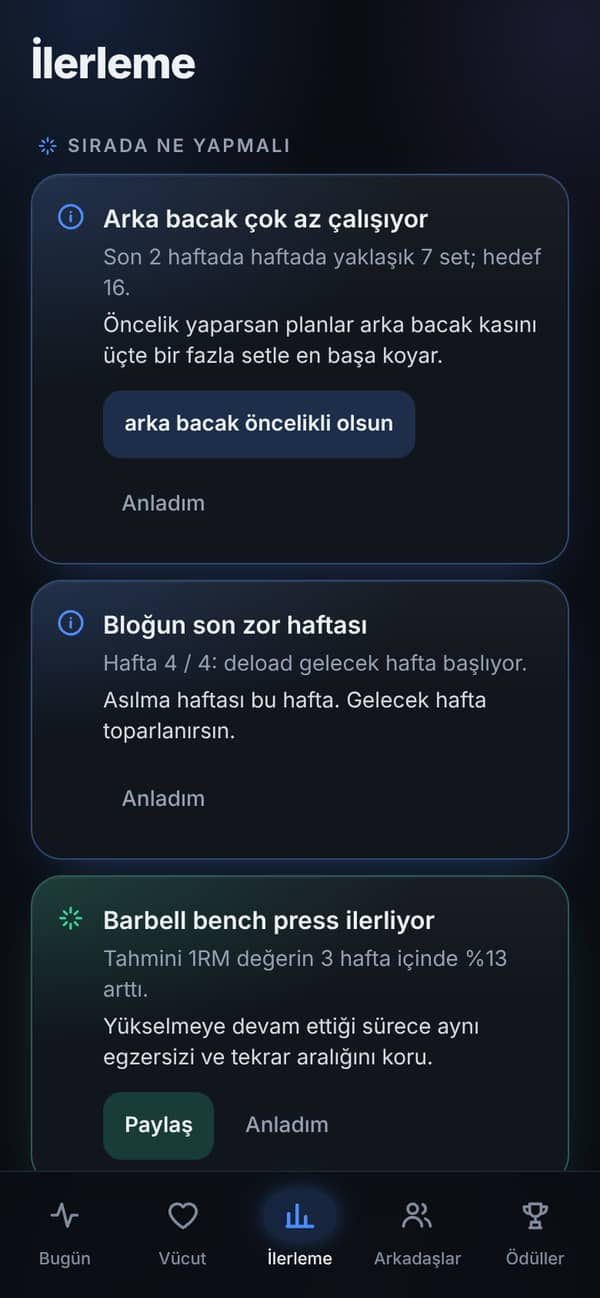 İlerleme
SIRADA NE YAPMALI
Arka bacak çok az çalışıyor
Son 2 haftada haftada yaklaşık 7 set; hedef
16.
Öncelik yaparsan planlar arka bacak kasını
üçte bir fazla setle en başa koyar.
arka bacak öncelikli olsun
Anladım
Bloğun son zor haftası
Hafta 4 / 4: deload gelecek hafta başlıyor.
Asılma haftası bu hafta. Gelecek hafta
toparlanırsın.
Anladım
Barbell bench press ilerliyor
Tahmini 1RM değerin 3 hafta içinde %13
arttı.
Yükselmeye devam ettiği sürece aynı
egzersizi ve tekrar aralığını koru.
Paylaş
Anladım
Bugün
Vücut
İlerleme
Arkadaşlar
Ödüller